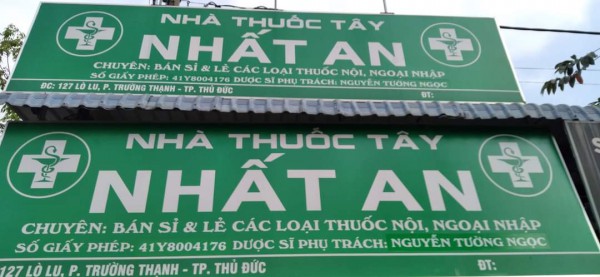 NHÀ THUỐC TÂY
NHẤT AN
CHUYÊN: BÁN SỈ & LẺ CÁC LOẠI THUỐC NỘI, NGOẠI NHẬP
SỐ GIẤY PHÉP: 41Y8004176 DƯỢC SĨ PHỤ TRÁCH: NGUYỄN TƯỜNG NGỌC
ĐC: 127 LÒ LU, P. TRƯỜNG THẠNH - TP. THỦ ĐỨC ĐT:
NHÀ THUỐC TÂY
NHẤT AN
CHUYÊN: BÁN SỈ & LẺ CÁC LOẠI THUỐC NỘI, NGOẠI NHẬP
SỐ GIẤY PHÉP: 41Y8004176 DƯỢC SĨ PHỤ TRÁCH: NGUYỄN TƯỜNG NGỌC
127 LÒ LU, P. TRƯỜNG THẠNH - TP. THỦ ĐỨC ĐT: